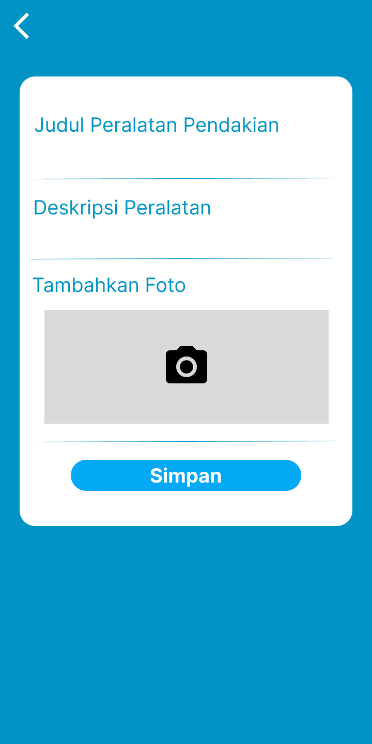 Judul Peralatan Pendakian
Deskripsi Peralatan
Tambahkan Foto
Simpan